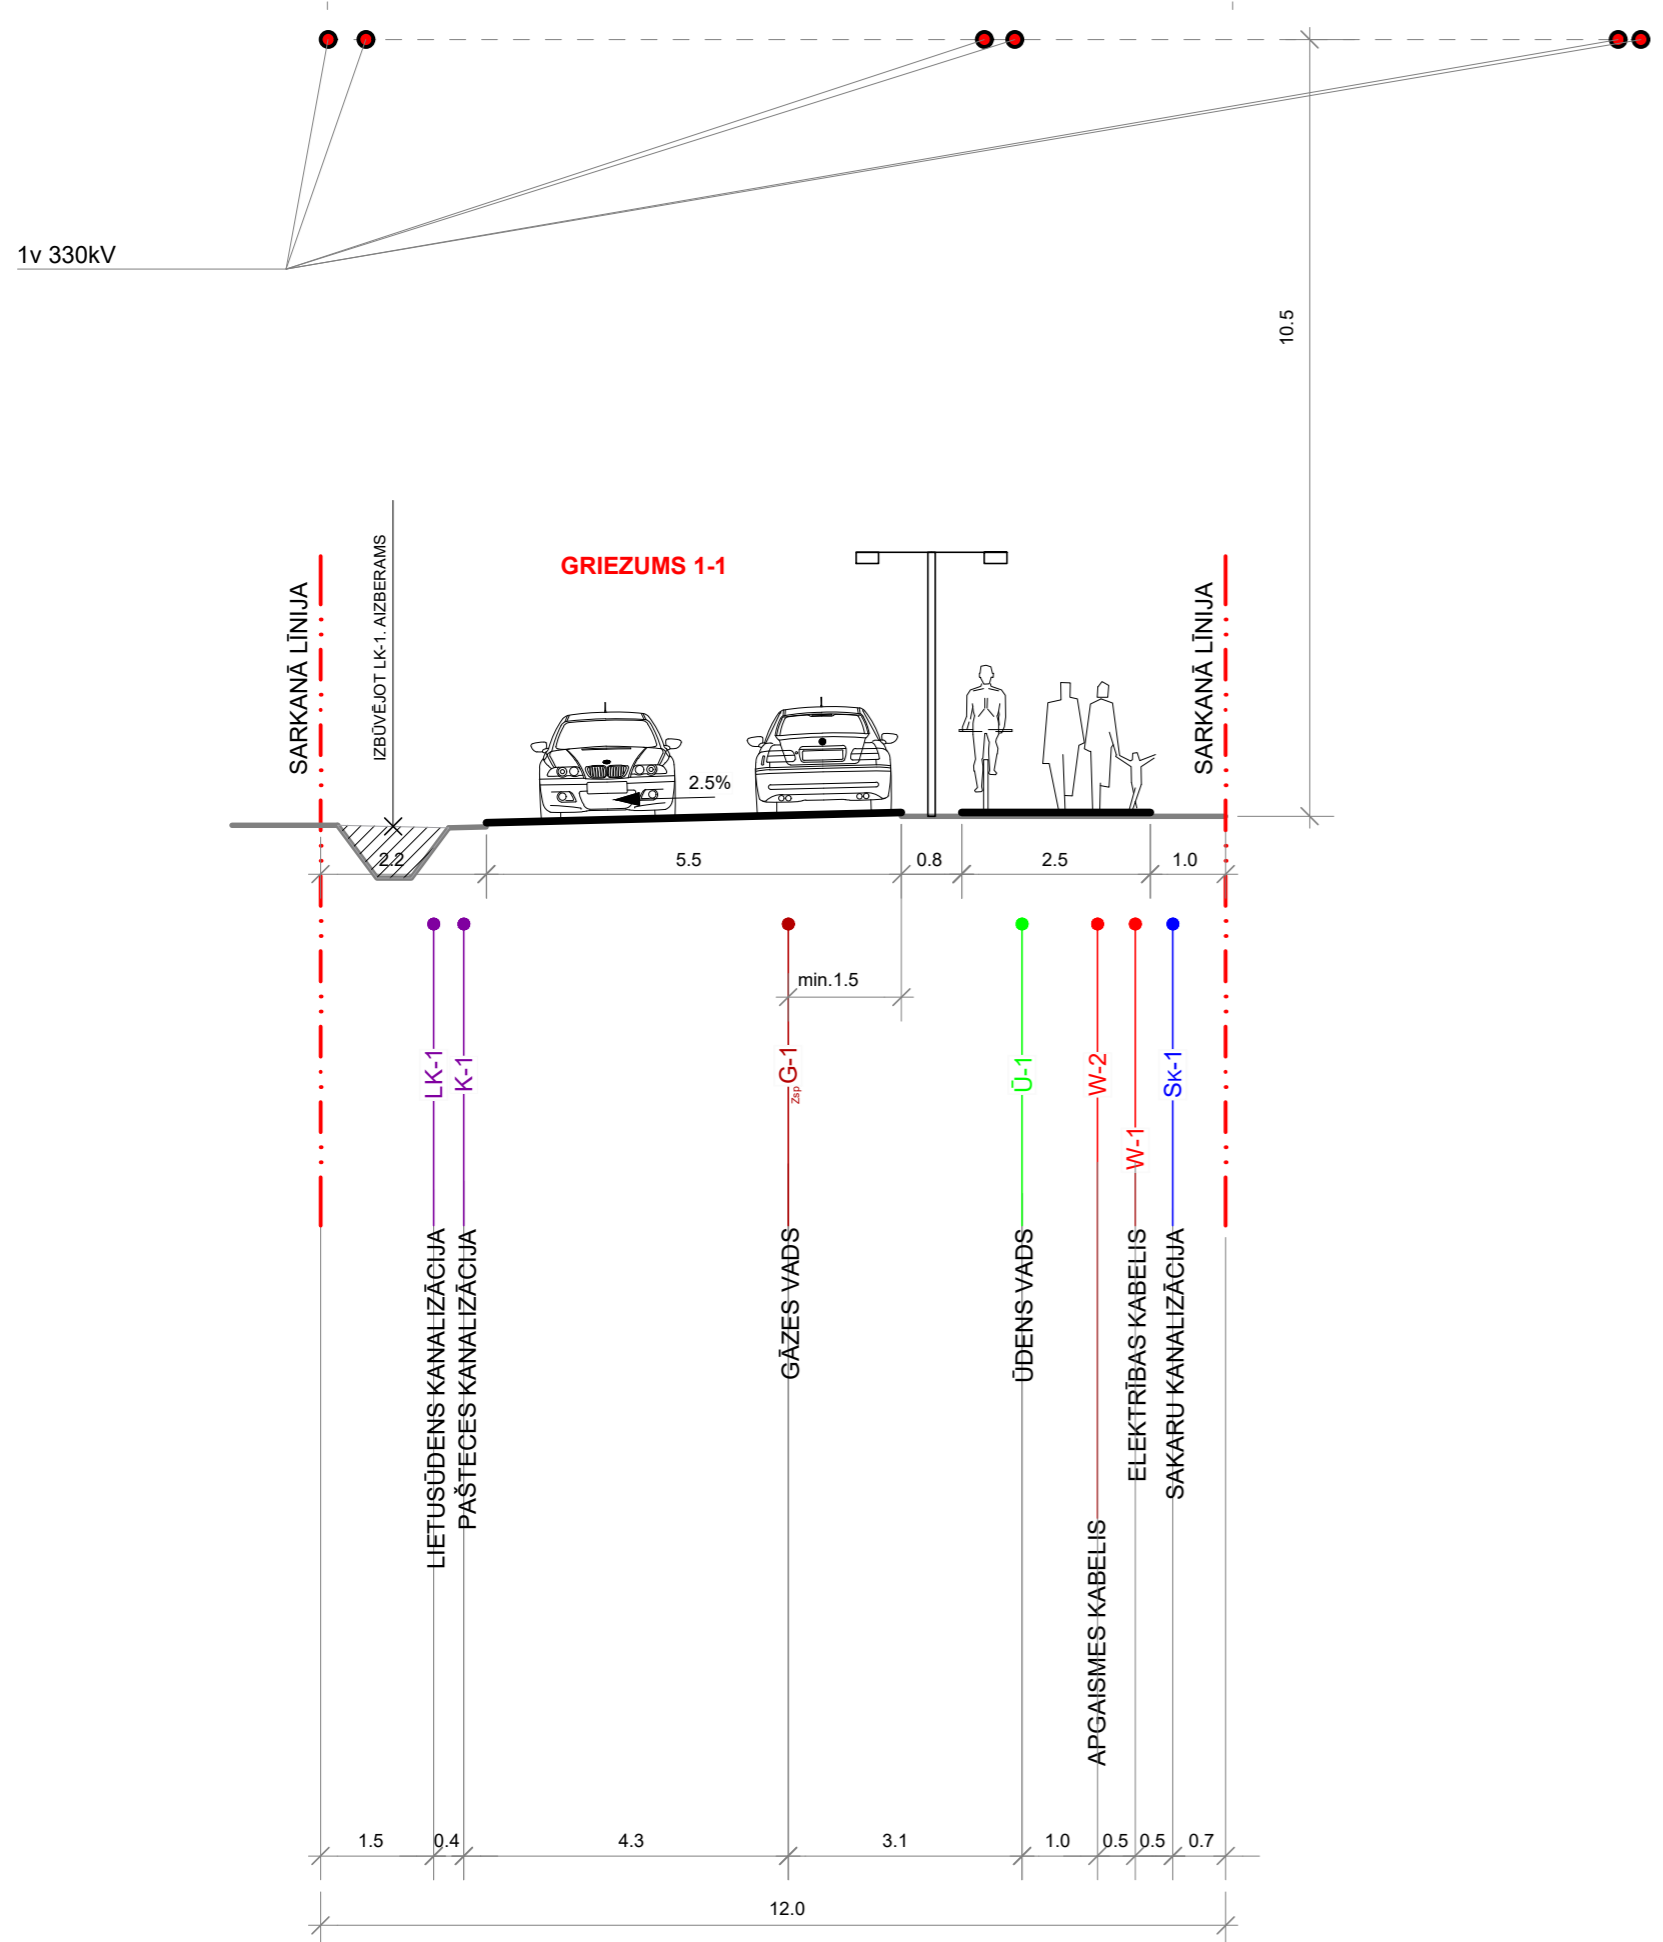 1v 330kV
10.5
GRIEZUMS 1-1
SARKANĀ LĪNIJA
IZBŪVĒJOT LK-1. AIZBERAMS
SARKANĀ LĪNIJA
2.5%
2.2
5.5
0.8
2.5
1.0
min.1.5
LK-1
K-1
Zsp G-1
Ū-1
W-2
W-1
SK-1
LIETUSŪDENS KANALIZĀCIJA
PAŠTECES KANALIZĀCIJA
GĀZES VADS
ŪDENS VADS
APGAISMES KABELIS
ELEKTRĪBAS KABELIS
SAKARU KANALIZĀCIJA
1.5
0.4
4.3
3.1
1.0
0.5
0.5
0.7
12.0